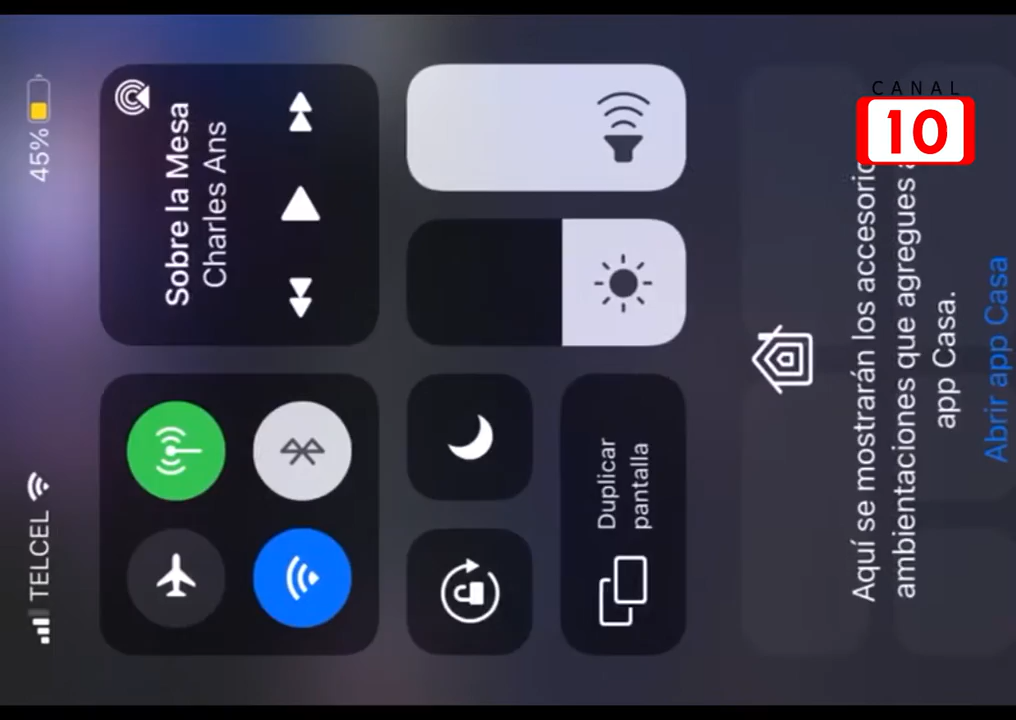 TELCEL
45%
Sobre la Mesa
Charles Ans
Duplicar
pantalla
Aquí se mostrarán los
ambientaciones que agregues
app Casa.
Abrir app Casa
CANAL
10